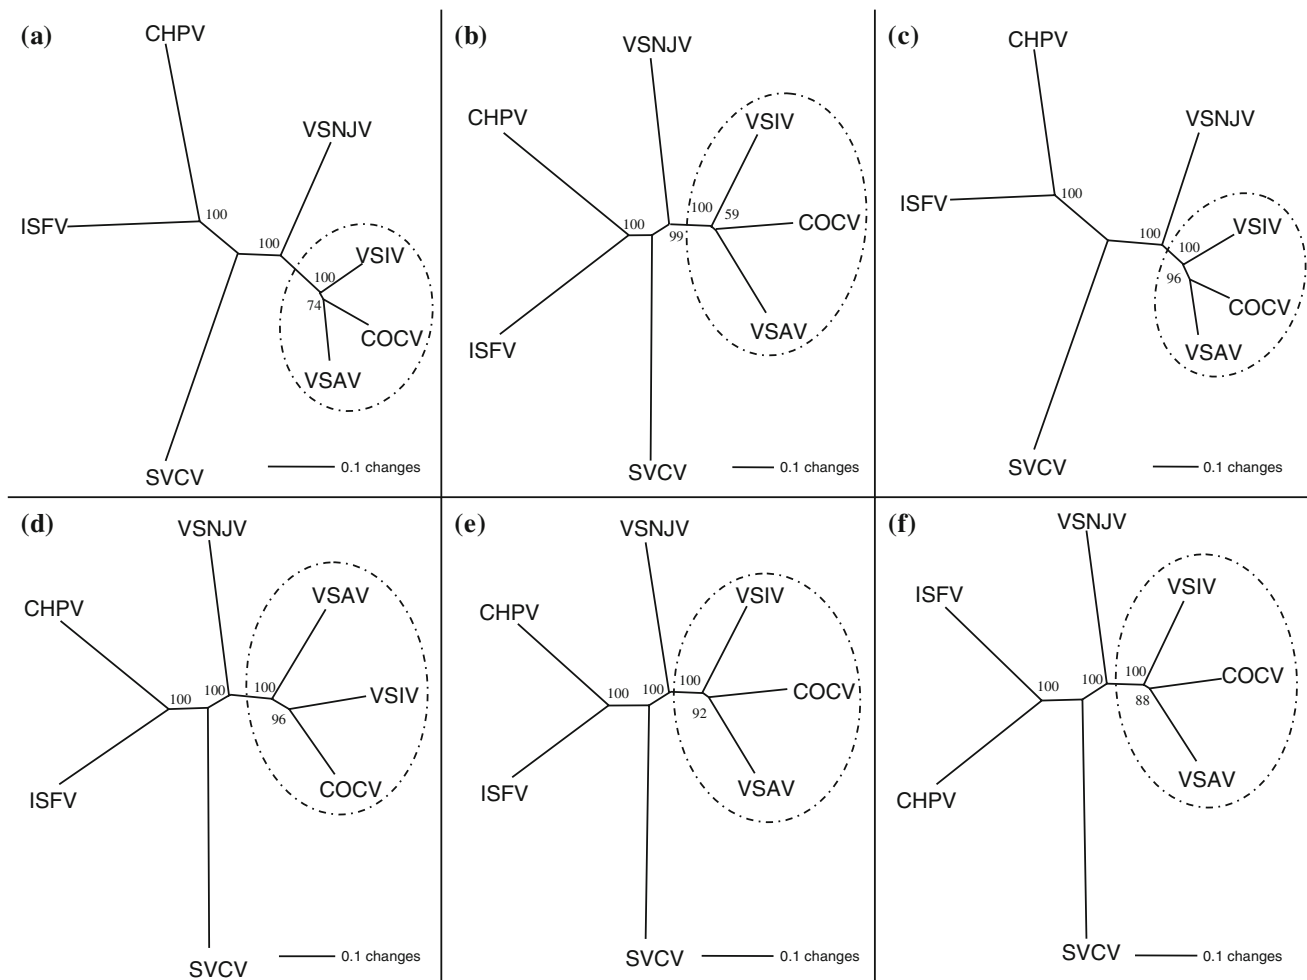 (a)
CHPV
VSNJV
ISFV
100
100
VSIV
100
74
COCV
VSAV
SVCV
0.1 changes
(b)
VSNJV
CHPV
VSIV
100
59
COCV
100
99
VSAV
ISFV
SVCV
0.1 changes
(c)
CHPV
VSNJV
ISFV
100
VSIV
100
100
96
COCV
VSAV
SVCV
0.1 changes
(d)
VSNJV
VSAV
CHPV
100
100
100
VSIV
96
COCV
ISFV
SVCV
0.1 changes
(e)
VSNJV
VSIV
CHPV
100
100
100
COCV
92
VSAV
ISFV
SVCV
0.1 changes
(f)
VSNJV
VSIV
ISFV
100
100
100
COCV
88
VSAV
CHPV
SVCV
0.1 changes